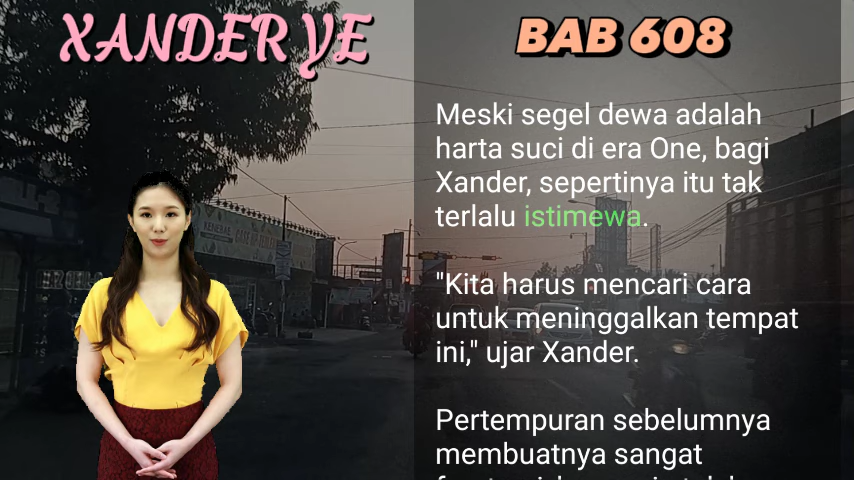 XANDER YE
BAB 608
Meski segel dewa adalah
harta suci di era One, bagi
Xander, sepertinya itu tak
terlalu istimewa.
"Kita harus mencari cara
untuk meninggalkan tempat
ini," ujar Xander.
Pertempuran sebelumnya
membuatnya sangat